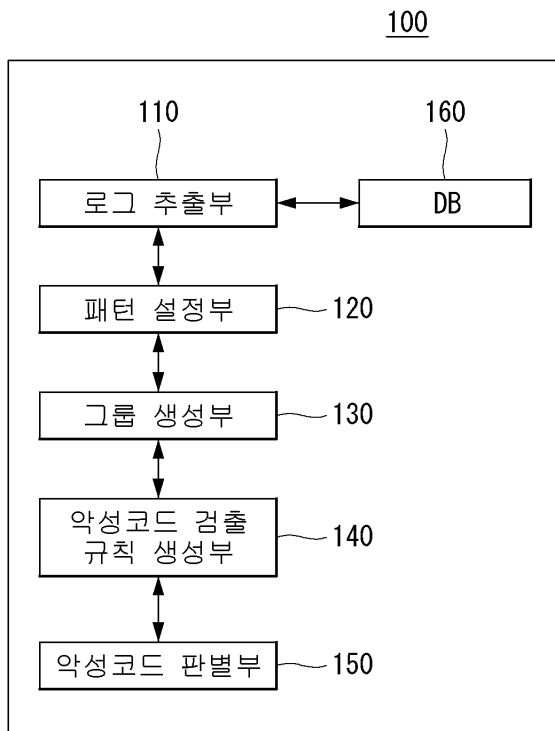 100
110
160
로그 추출부
DB
패턴 설정부
120
그룹 생성부
130
악성코드 검출
규칙 생성부
140
악성코드 판별부
150